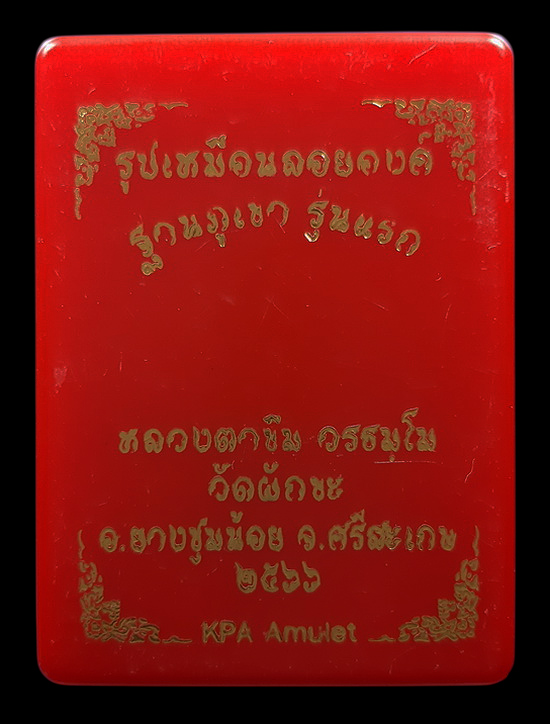 รูปเหมือนลอยองค์
ฐานภูเขา รุ่นแรก
หลวงตาขิม วรธมฺโม
วัดผักขะ
อ.ยางชุมน้อย จ.ศรีสะเกษ
๒๕๖๖
KPA Amulet